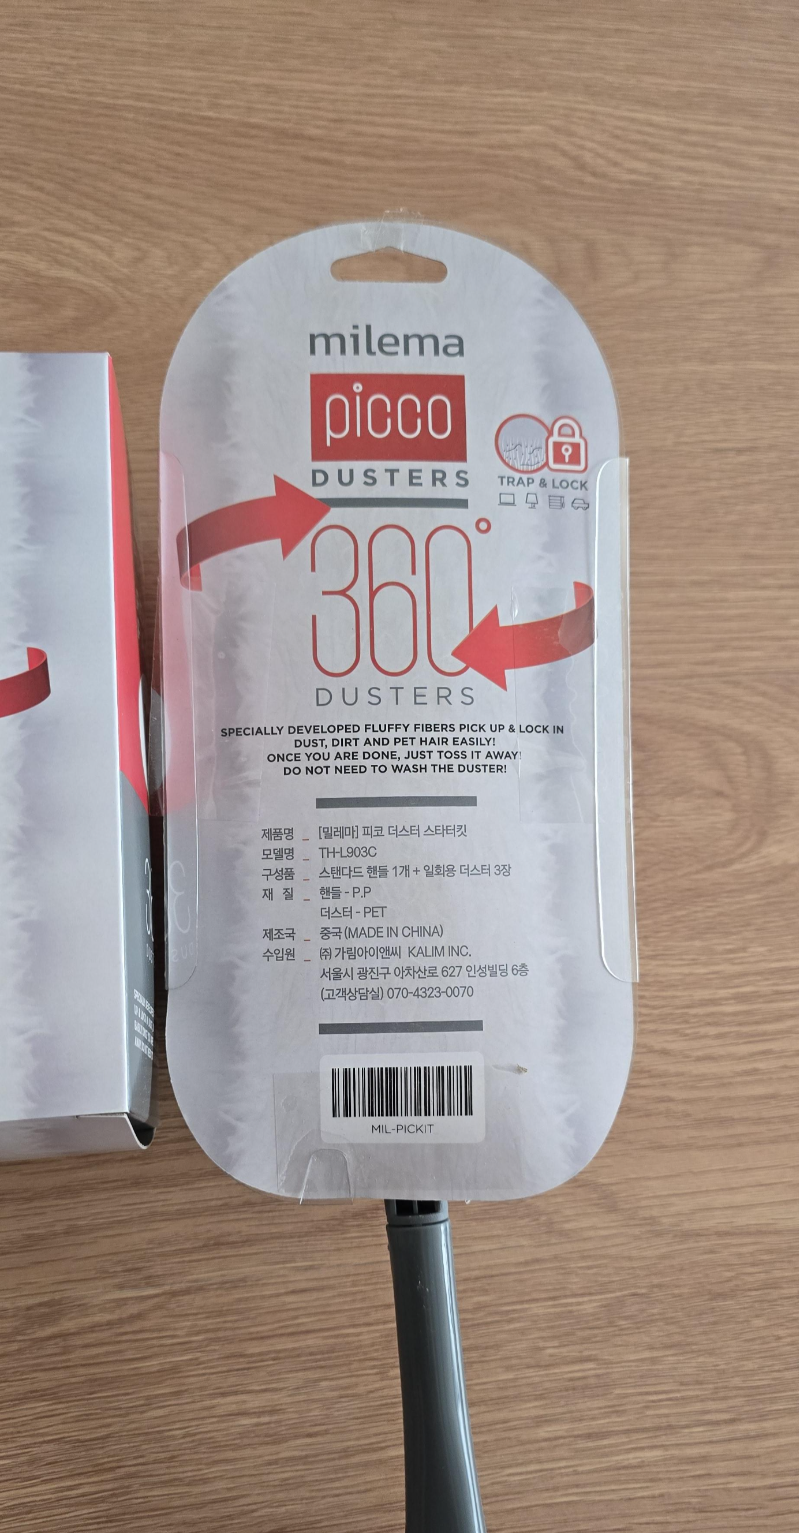 milema
picco
DUSTERS
TRAP & LOCK
360°
DUSTERS
SPECIALLY DEVELOPED FLUFFY FIBERS PICK UP & LOCK IN
DUST, DIRT AND PET HAIR EASILY!
ONCE YOU ARE DONE, JUST TOSS IT AWAY!
DO NOT NEED TO WASH THE DUSTER!
제품명 _ [밀레마] 피코 더스터 스타터킷
모델명 _ TH-L903C
구성품 _ 스탠다드 핸들 1개 + 일회용 더스터 3장
재 질 _ 핸들 - P.P
더스터 - PET
제조국 _ 중국 (MADE IN CHINA)
수입원 _ ㈜ 가림아이앤씨 KALIM INC.
서울시 광진구 아차산로 627 인성빌딩 6층
(고객상담실) 070-4323-0070
MIL-PICKIT